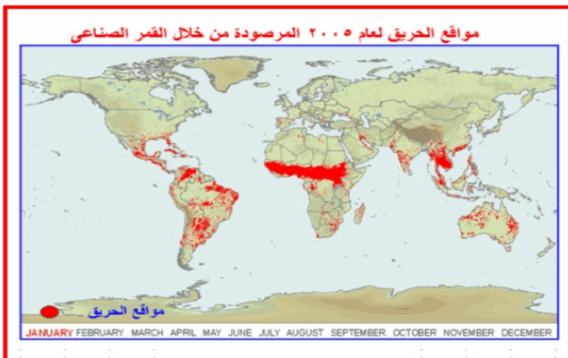 مواقع الحريق لعام ٢٠٠٥ المرصودة من خلال القمر الصناعي
مواقع الحريق
JANUARY FEBRUARY MARCH APRIL MAY JUNE JULY AUGUST SEPTEMBER OCTOBER NOVEMBER DECEMBER